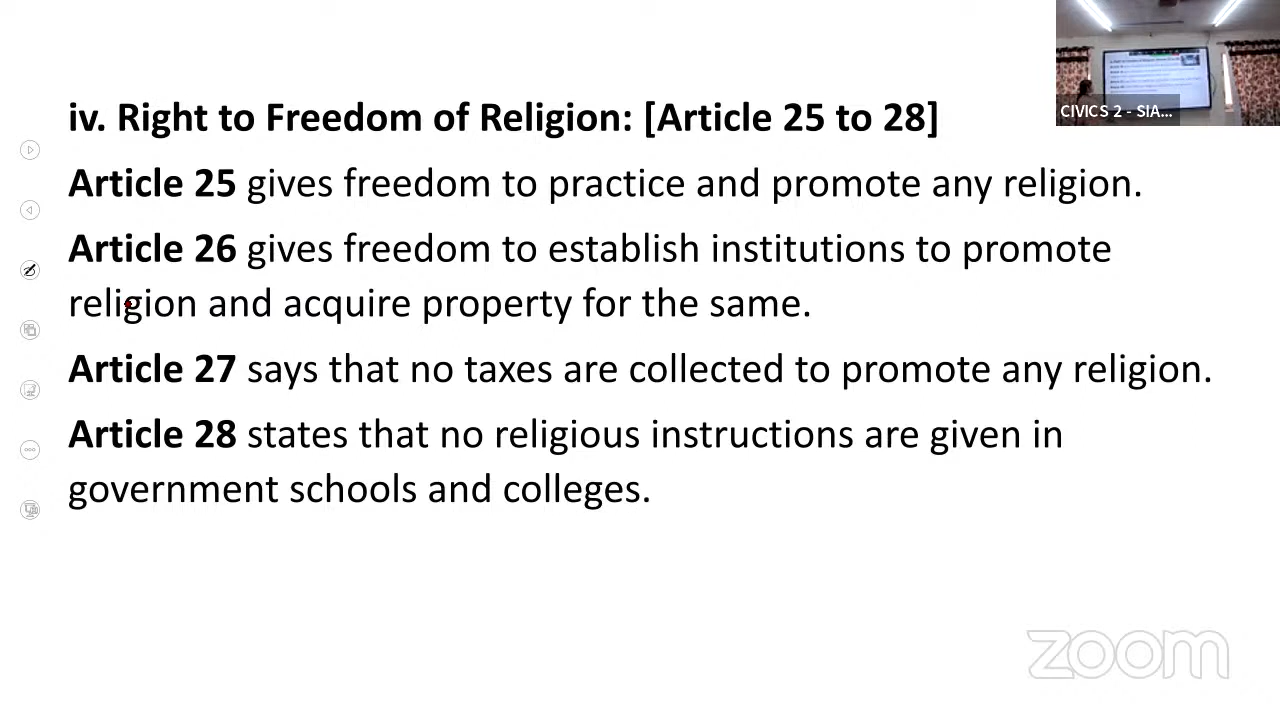 iv. Right to Freedom of Religion: [Article 25 to 28]
Article 25 gives freedom to practice and promote any religion.
Article 26 gives freedom to establish institutions to promote
religion and acquire property for the same.
Article 27 says that no taxes are collected to promote any religion.
Article 28 states that no religious instructions are given in
government schools and colleges.
CIVICS 2 - SIA...
zoom